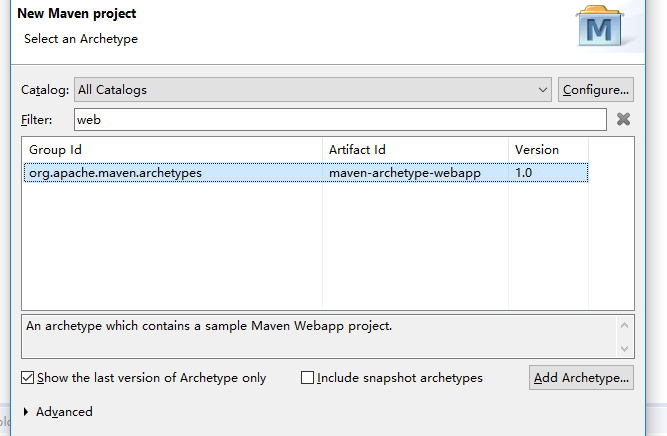 New Maven project
Select an Archetype
Catalog: All Catalogs Configure...
Filter: web
Group Id Artifact Id Version
org.apache.maven.archetypes maven-archetype-webapp 1.0
An archetype which contains a sample Maven Webapp project.
Show the last version of Archetype only Include snapshot archetypes Add Archetype...
Advanced